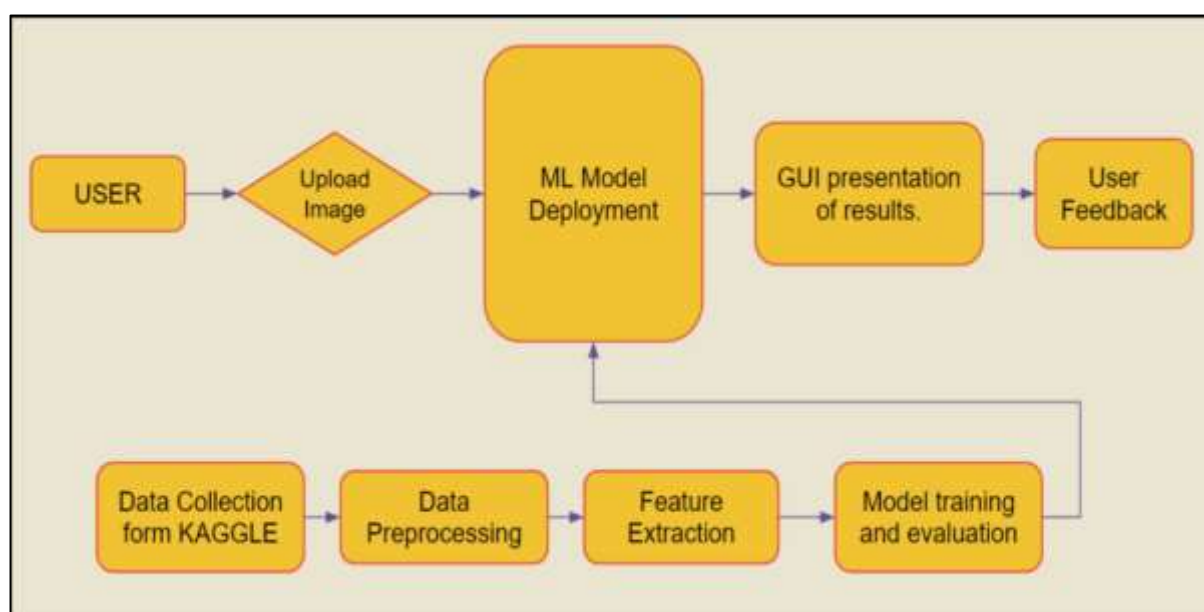 USER
Upload
Image
ML Model
Deployment
GUI presentation
of results.
User
Feedback
Data Collection
form KAGGLE
Data
Preprocessing
Feature
Extraction
Model training
and evaluation